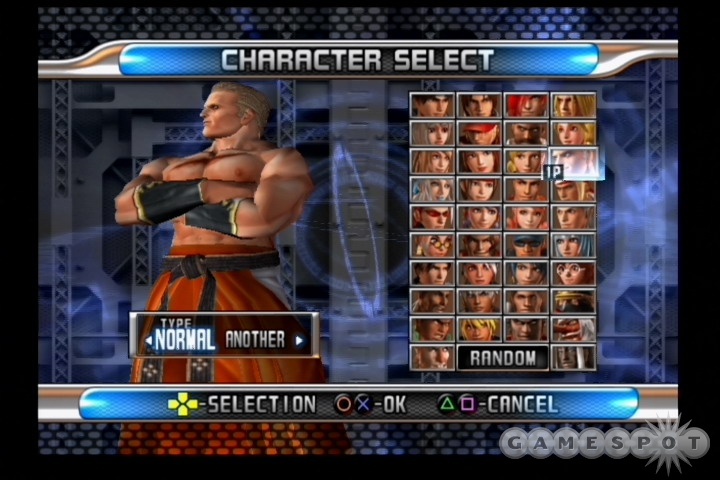 CHARACTER SELECT
1P
TYPE
NORMAL ANOTHER
RANDOM
-SELECTION -OK -CANCEL
GAMESPOT